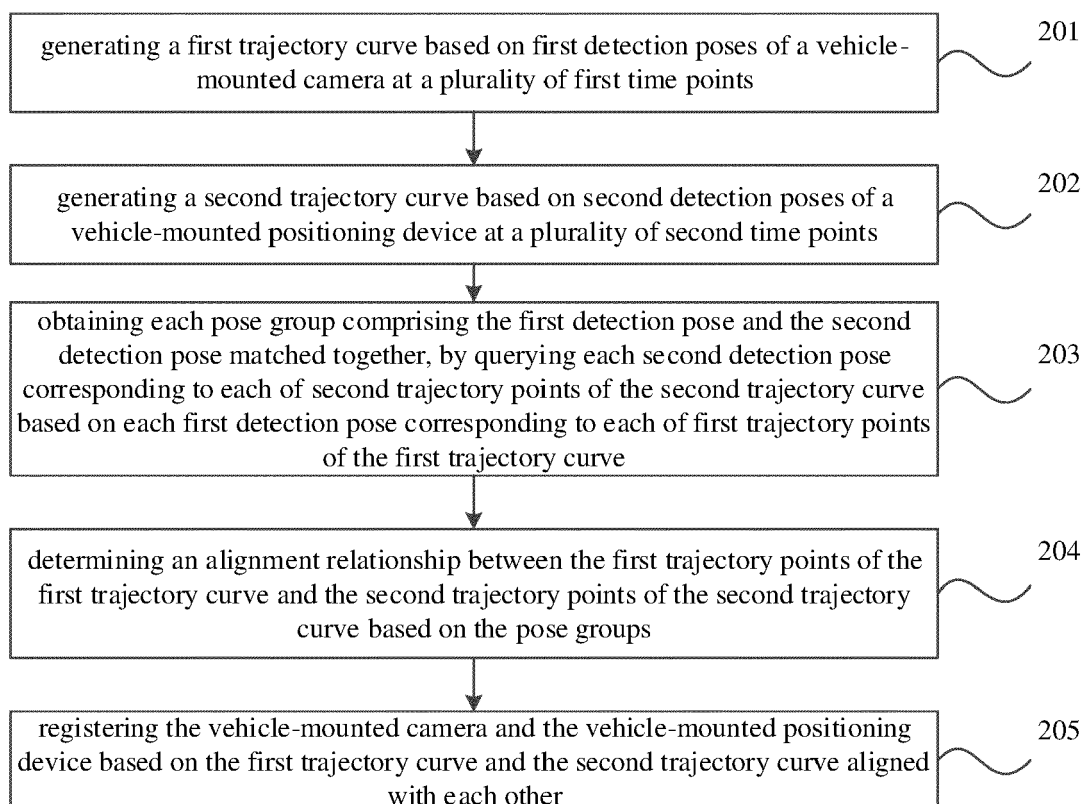 generating a first trajectory curve based on first detection poses of a vehicle-
mounted camera at a plurality of first time points
201
generating a second trajectory curve based on second detection poses of a
vehicle-mounted positioning device at a plurality of second time points
202
obtaining each pose group comprising the first detection pose and the second
detection pose matched together, by querying each second detection pose
corresponding to each of second trajectory points of the second trajectory curve
based on each first detection pose corresponding to each of first trajectory points
of the first trajectory curve
203
determining an alignment relationship between the first trajectory points of the
first trajectory curve and the second trajectory points of the second trajectory
curve based on the pose groups
204
registering the vehicle-mounted camera and the vehicle-mounted positioning
device based on the first trajectory curve and the second trajectory curve aligned
with each other
205